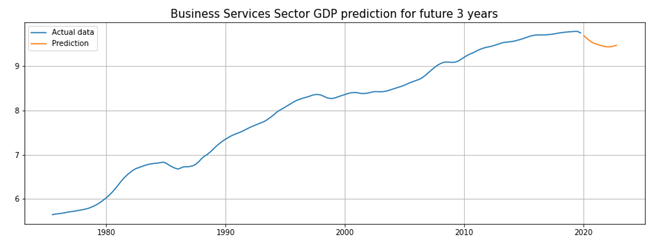 Business Services Sector GDP prediction for future 3 years
Actual data
Prediction
9
8
7
6
1980 1990 2000 2010 2020